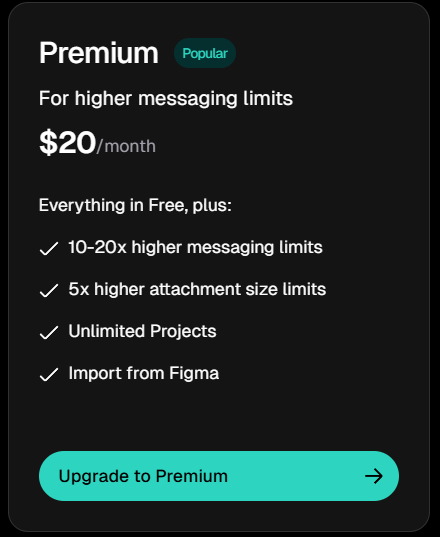 Premium Popular
For higher messaging limits
$20/month
Everything in Free, plus:
10-20x higher messaging limits
5x higher attachment size limits
Unlimited Projects
Import from Figma
Upgrade to Premium